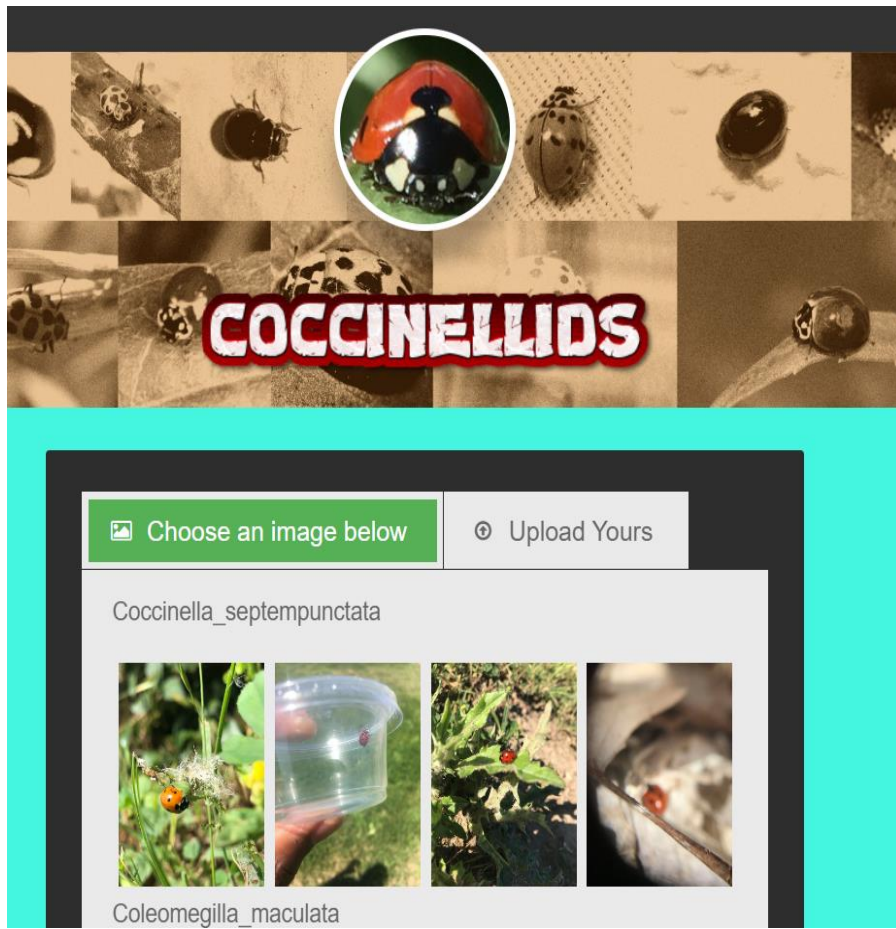 COCCINELLIDS
Choose an image below
Upload Yours
Coccinella_septempunctata
Coleomegilla_maculata